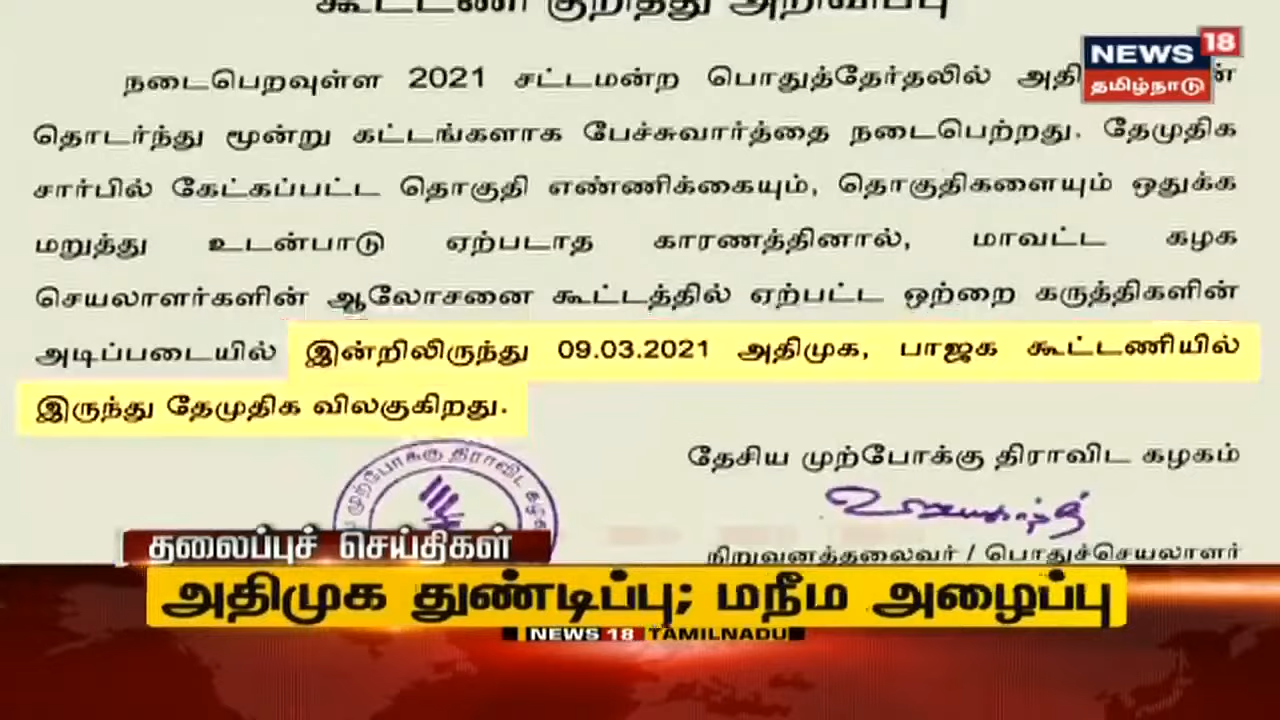 கூட்டணி குறித்து அறிவிப்பு
நடைபெறவுள்ள 2021 சட்டமன்ற பொதுத்தேர்தலில்
NEWS 18
தமிழ்நாடு
தொடர்ந்து மூன்று கட்டங்களாக பேச்சுவார்த்தை நடைபெற்றது. தேமுதிக
சார்பில் கேட்கப்பட்ட தொகுதி எண்ணிக்கையும், தொகுதிகளையும் ஒதுக்க
மறுத்து உடன்பாடு ஏற்படாத காரணத்தினால், மாவட்ட கழக
செயலாளர்களின் ஆலோசனை கூட்டத்தில் ஏற்பட்ட ஒற்றை கருத்திகளின்
அடிப்படையில் இன்றிலிருந்து 09.03.2021 அதிமுக, பாஜக கூட்டணியில்
இருந்து தேமுதிக விலகுகிறது.
தேசிய முற்போக்கு திராவிட கழகம்
முற்போக்கு திராவிட கழக
நிறுவனத்தலைவர் / பொதுச்செயலாளர்
தலைப்புச் செய்திகள்
அதிமுக துண்டிப்பு; மநீம அழைப்பு
NEWS 18 TAMILNADU